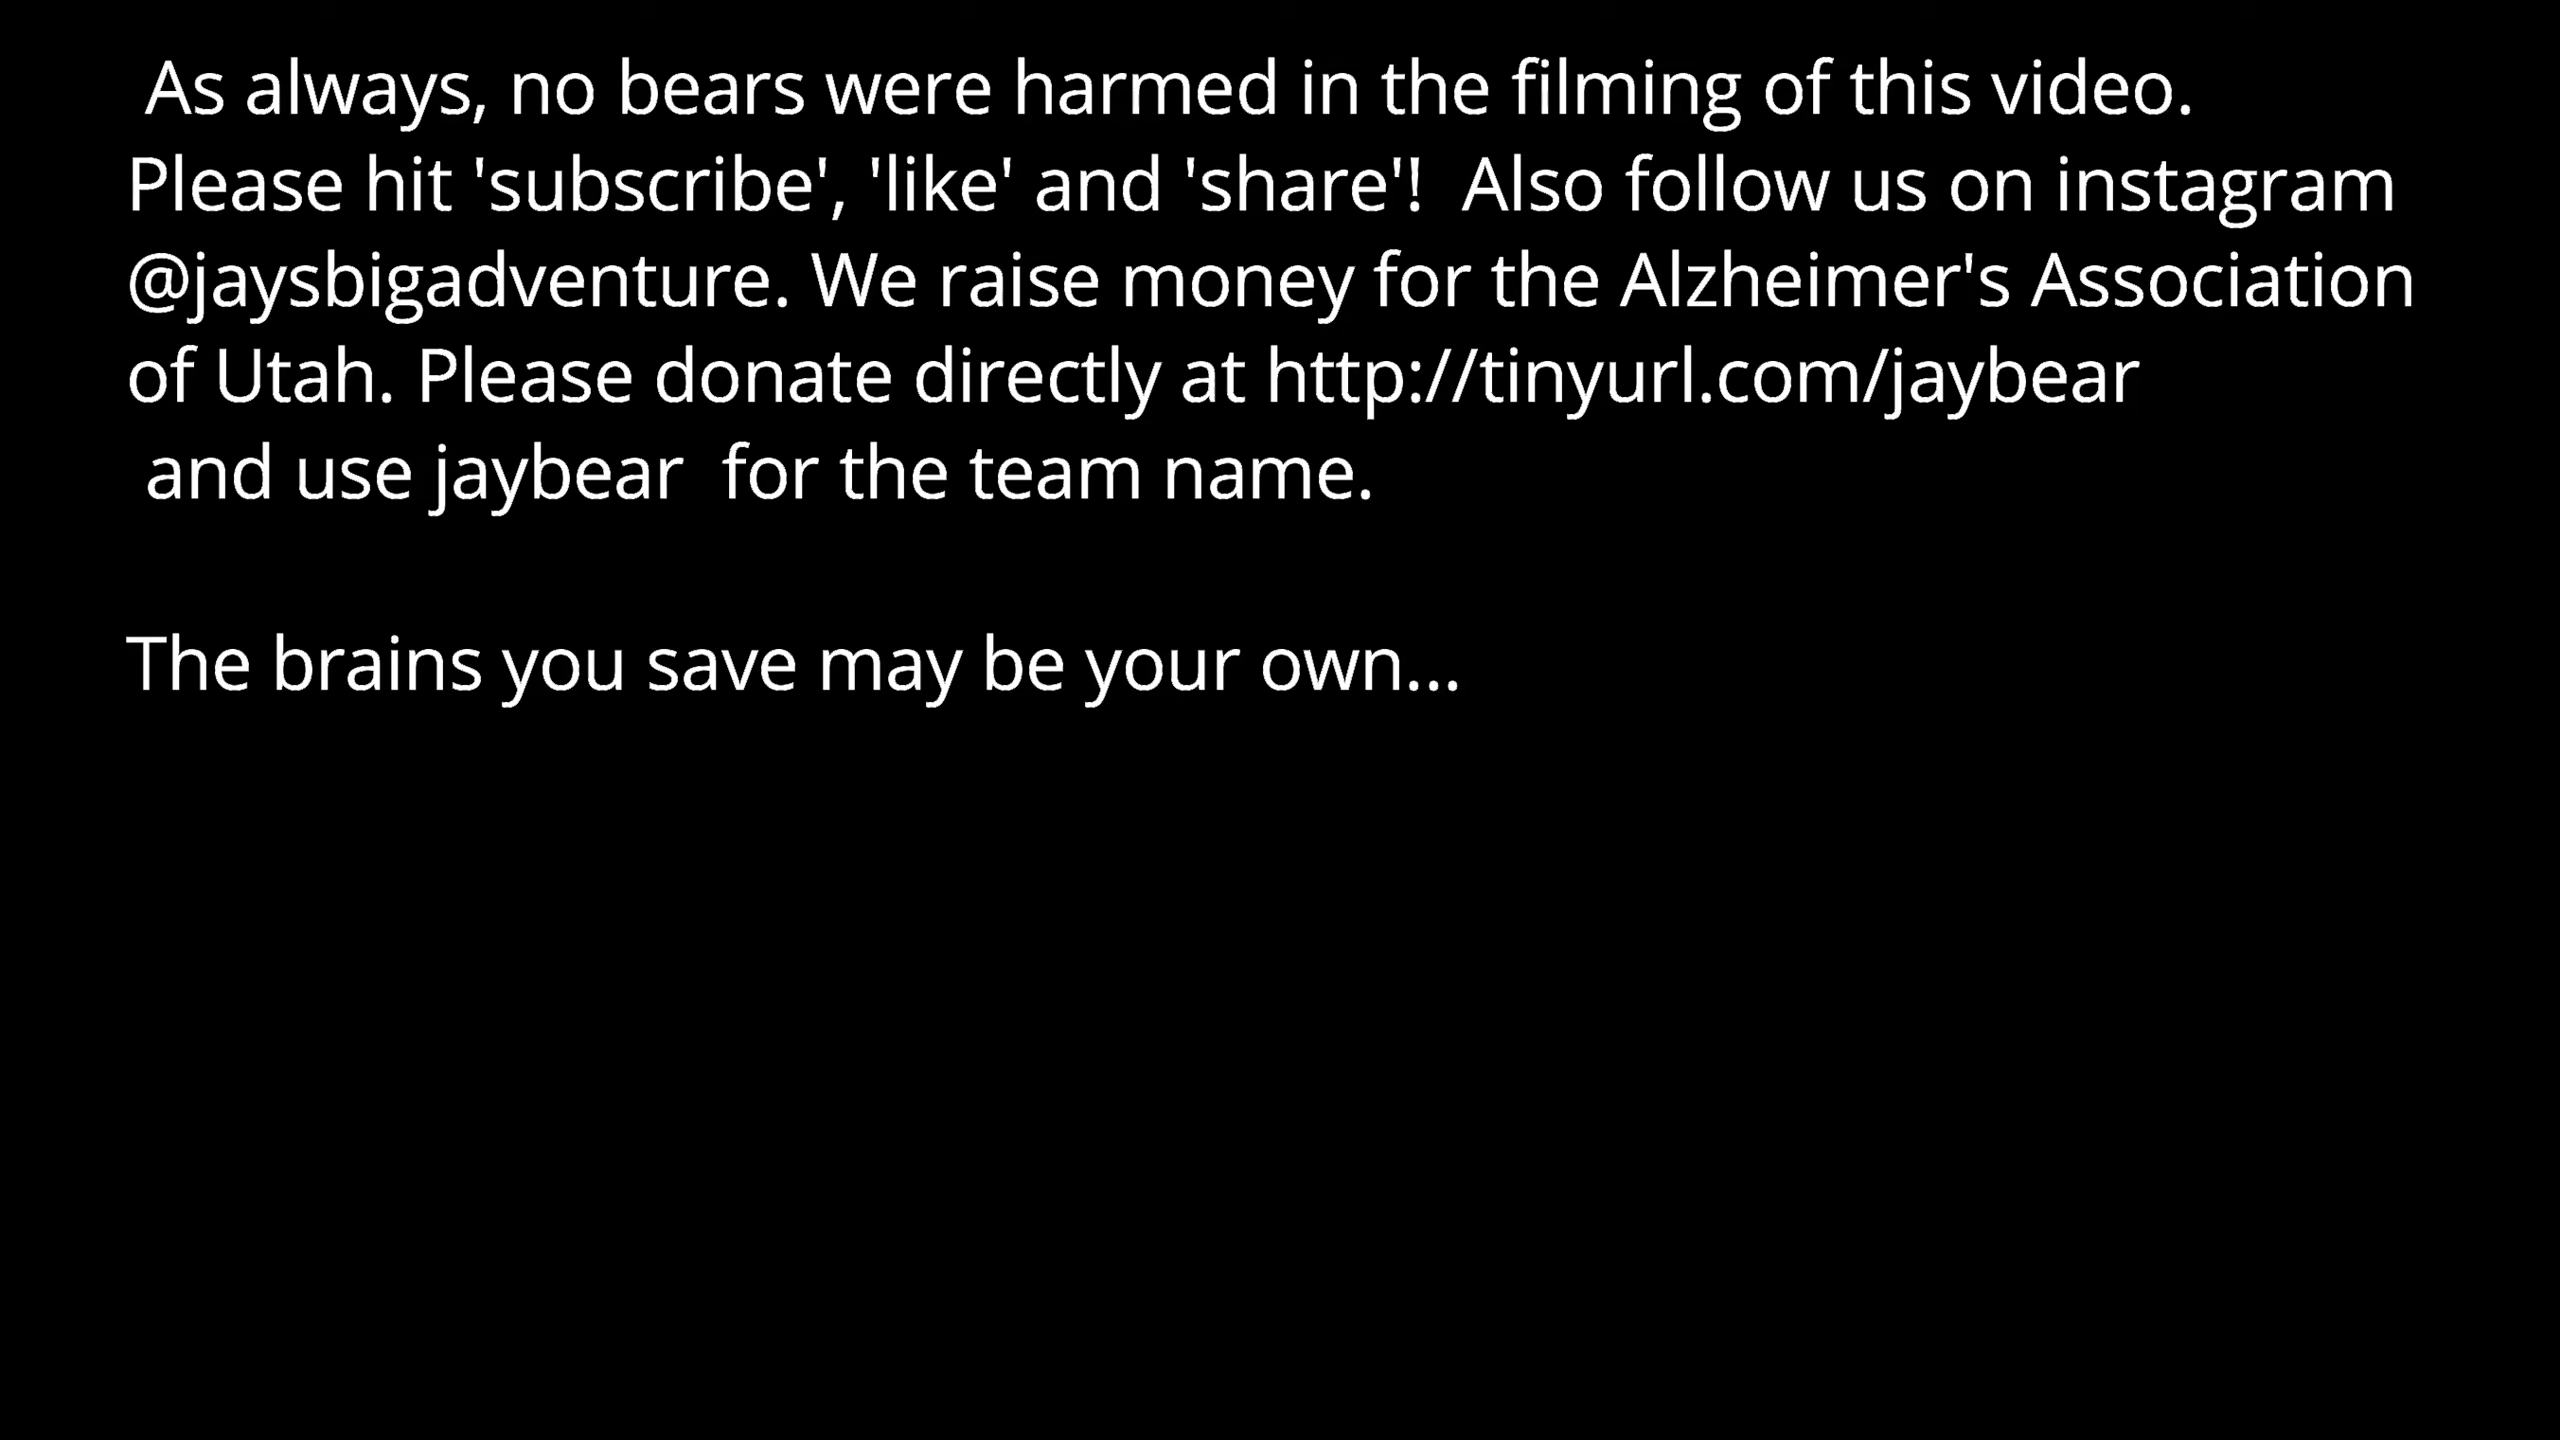 As always, no bears were harmed in the filming of this video.
Please hit 'subscribe', 'like' and 'share'!  Also follow us on instagram
@jaysbigadventure. We raise money for the Alzheimer's Association
of Utah. Please donate directly at http://tinyurl.com/jaybear
and use jaybear  for the team name.
The brains you save may be your own...